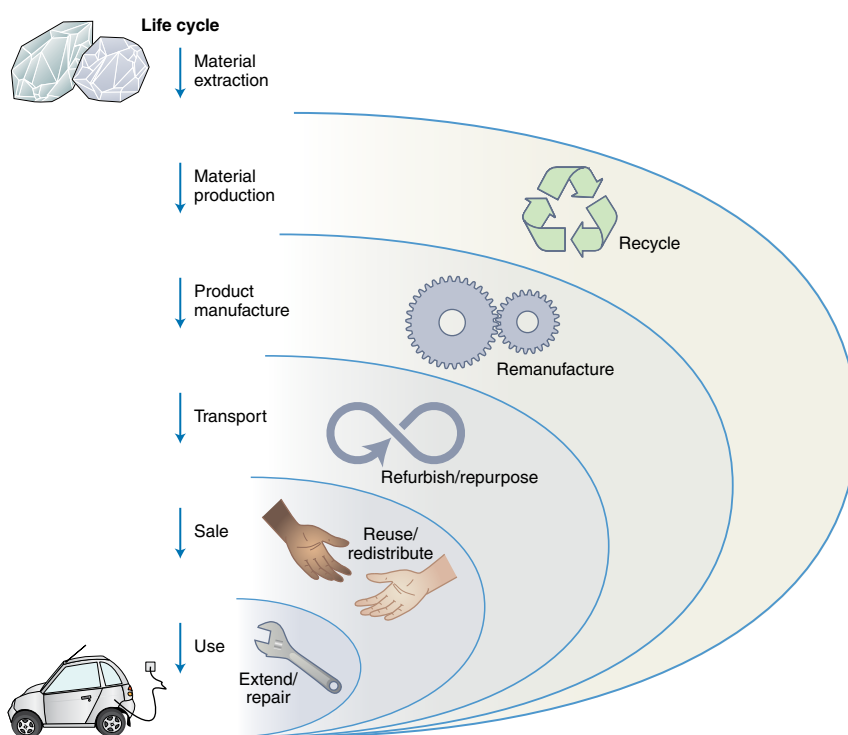 Life cycle
Material
extraction
Material
production
Recycle
Product
manufacture
Remanufacture
Transport
Refurbish/repurpose
Sale
Reuse/
redistribute
Use
Extend/
repair